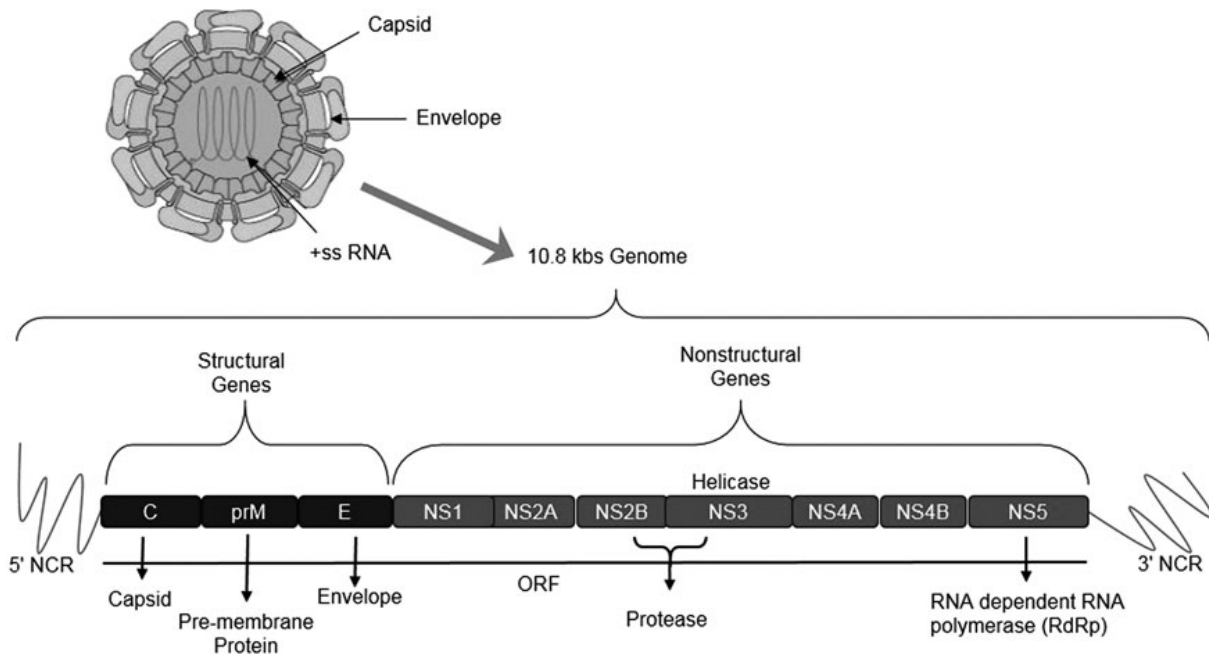 Capsid
Envelope
+ss RNA
10.8 kbs Genome
Structural
Genes
Nonstructural
Genes
Helicase
C prM E NS1 NS2A NS2B NS3 NS4A NS4B NS5
5' NCR
3' NCR
ORF
Capsid
Pre-membrane
Protein
Envelope
Protease
RNA dependent RNA
polymerase (RdRp)